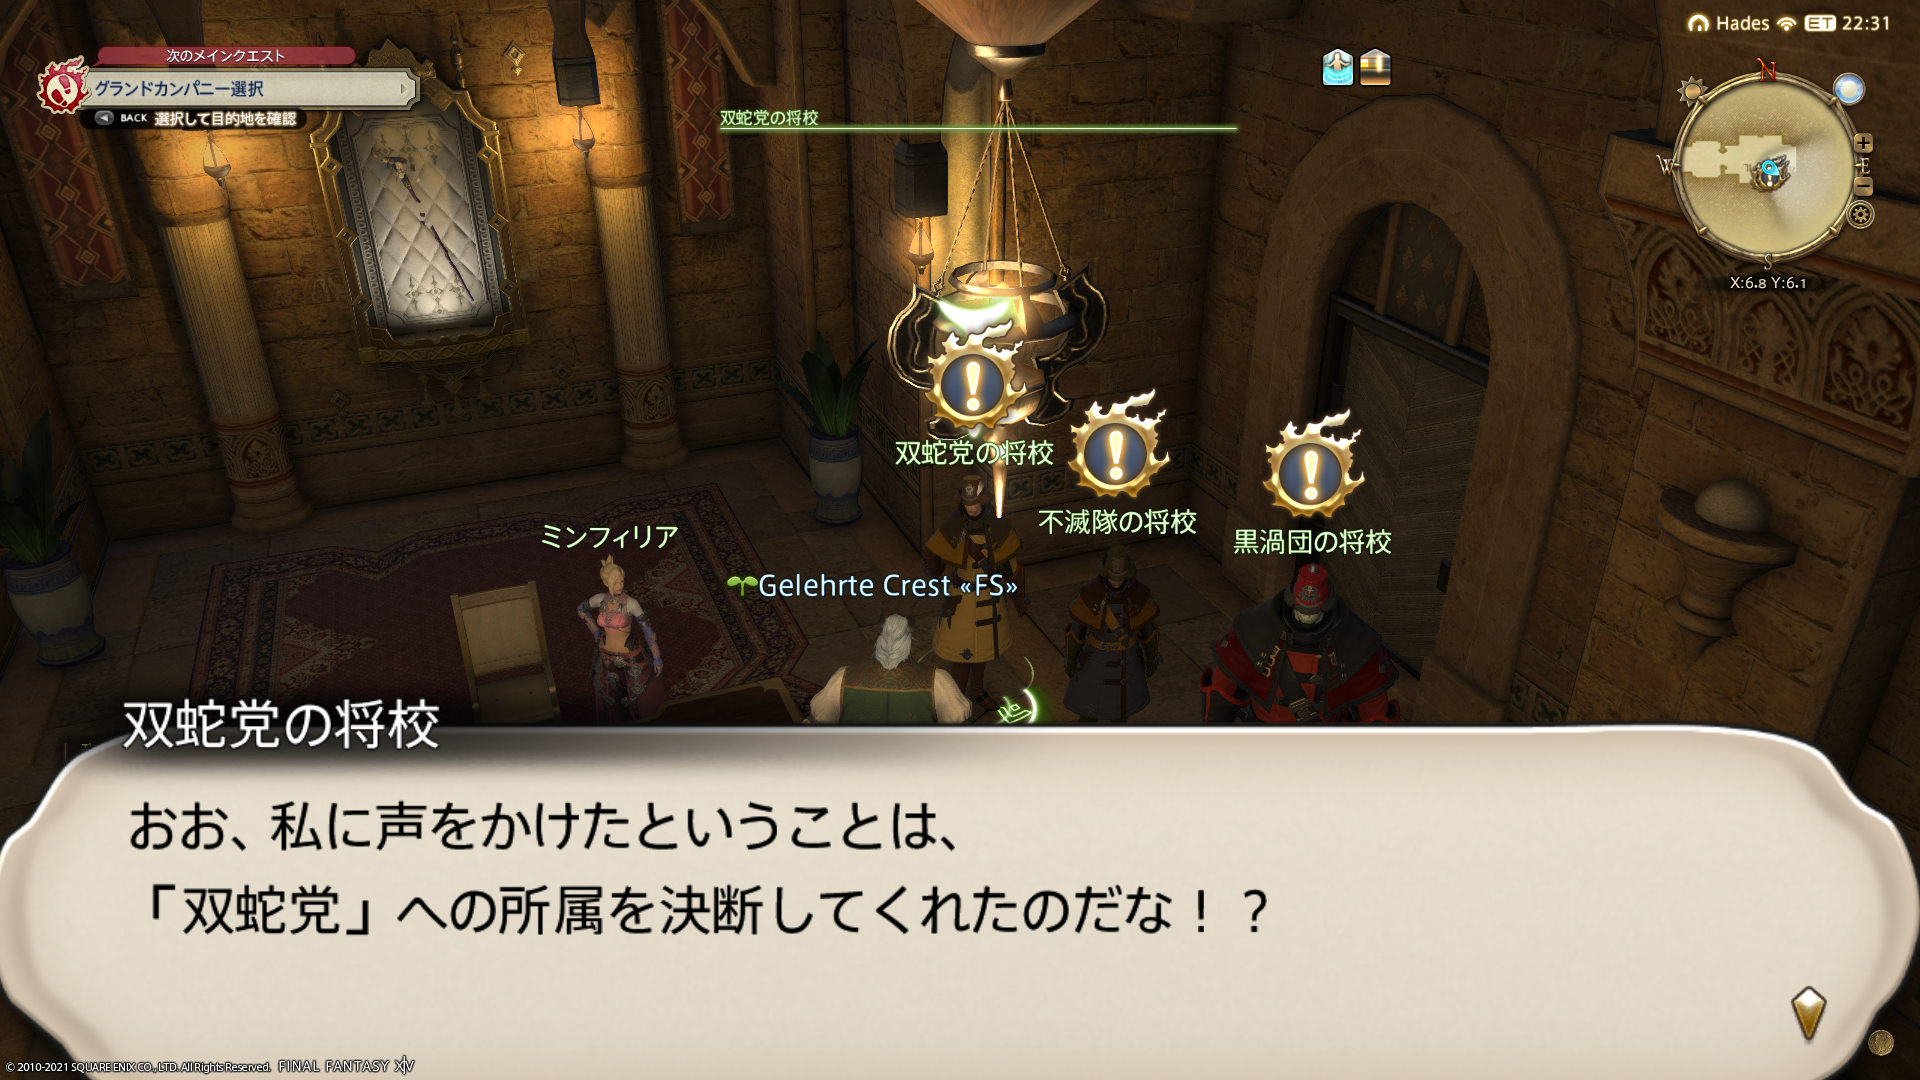 Hades ET 22:31
次のメインクエスト
グランドカンパニー選択
BACK 選択して目的地を確認
双蛇党の将校
N
W
E
S
X:6.8 Y:6.1
双蛇党の将校
不滅隊の将校
黒渦団の将校
ミンフィリア
Gelehrte Crest «FS»
双蛇党の将校
おお、私に声をかけたということは、
「双蛇党」への所属を決断してくれたのだな！？
© 2010-2021 SQUARE ENIX CO., LTD. All Rights Reserved. FINAL FANTASY XIV